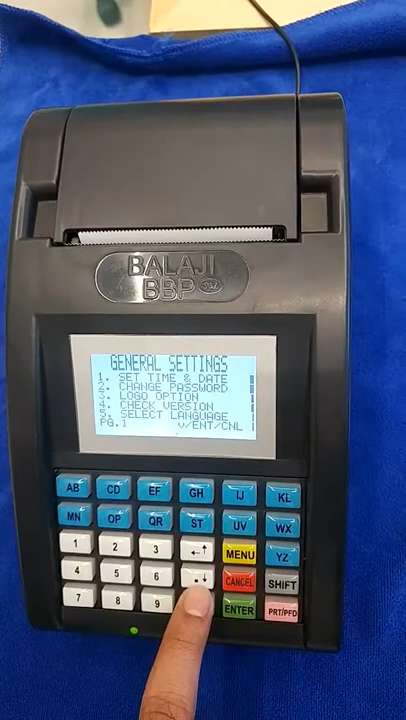 BALAJI
BBP
GENERAL SETTINGS
1. SET TIME & DATE
2. CHANGE PASSWORD
3. LOGO OPTION
4. CHECK VERSION
5. SELECT LANGUAGE
PG.1 v/ENT/CNL
AB CD EF GH IJ KL
MN OP QR ST UV WX
1 2 3 MENU YZ
4 5 6 CANCEL SHIFT
7 8 9 ENTER PRT/PFD